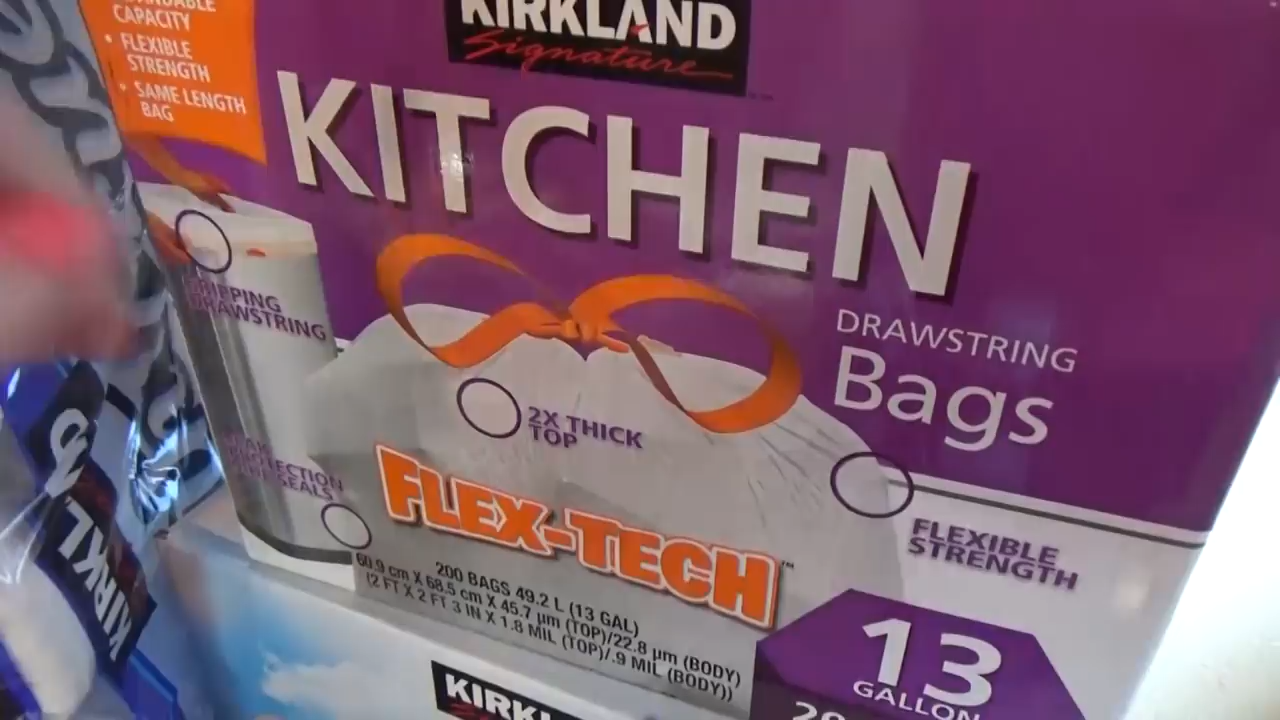 CAPACITY
• FLEXIBLE
STRENGTH
• SAME LENGTH
BAG
KIRKLAND
Signature
KITCHEN
DRAWSTRING
Bags
DRAWSTRING
2X THICK
TOP
FLEXIBLE
STRENGTH
FLEX-TECH™
200 BAGS 49.2 L (13 GAL)
60.9 cm X 68.5 cm X 45.7 µm (TOP)/22.8 µm (BODY)
(2 FT X 2 FT 3 IN X 1.8 MIL (TOP)/.9 MIL (BODY))
13
GALLON
KIRKL
KIRKL